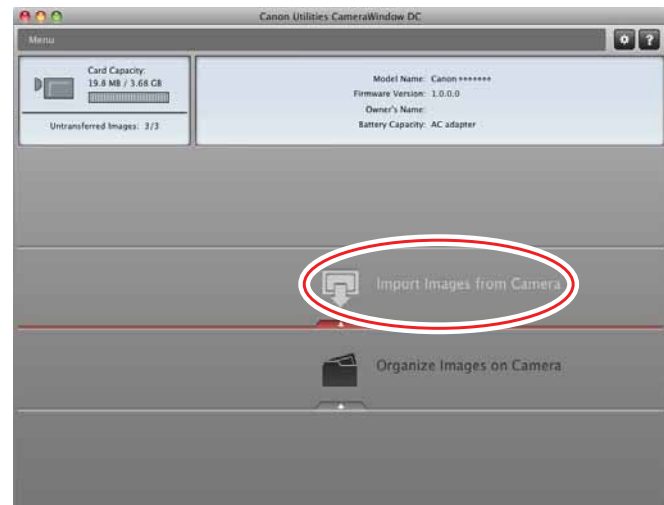 Canon Utilities CameraWindow DC
Menu
?
Card Capacity:
19.8 MB / 3.68 GB
Untransferred Images: 3/3
Model Name: Canon *******
Firmware Version: 1.0.0.0
Owner's Name:
Battery Capacity: AC adapter
Import Images from Camera
Organize Images on Camera